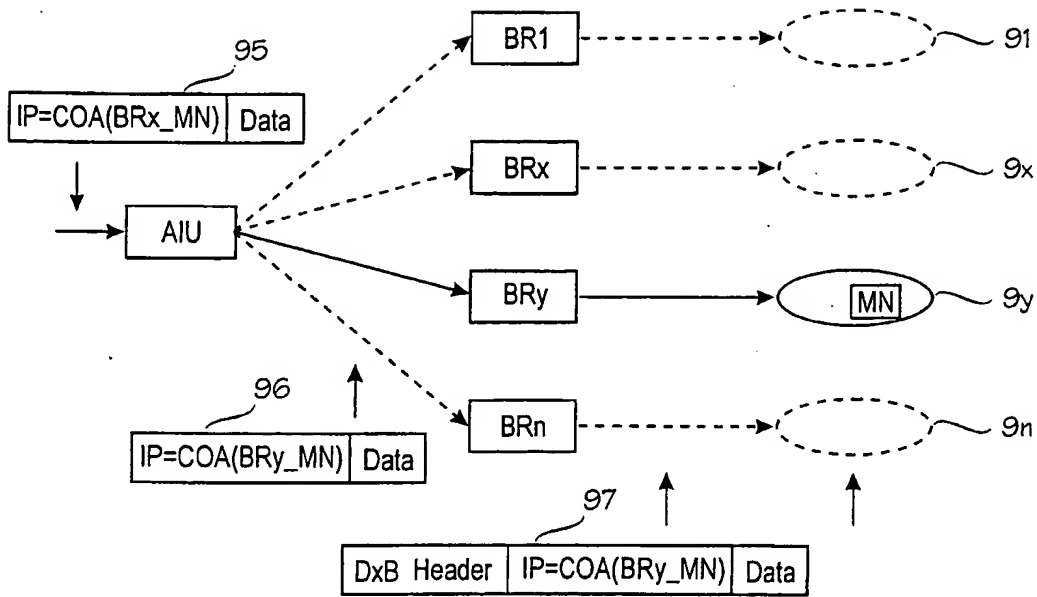 BR1
91
95
IP=COA(BRx_MN) Data
BRx
9x
AIU
BRy
MN
9y
96
IP=COA(BRy_MN) Data
BRn
9n
97
DxB Header IP=COA(BRy_MN) Data